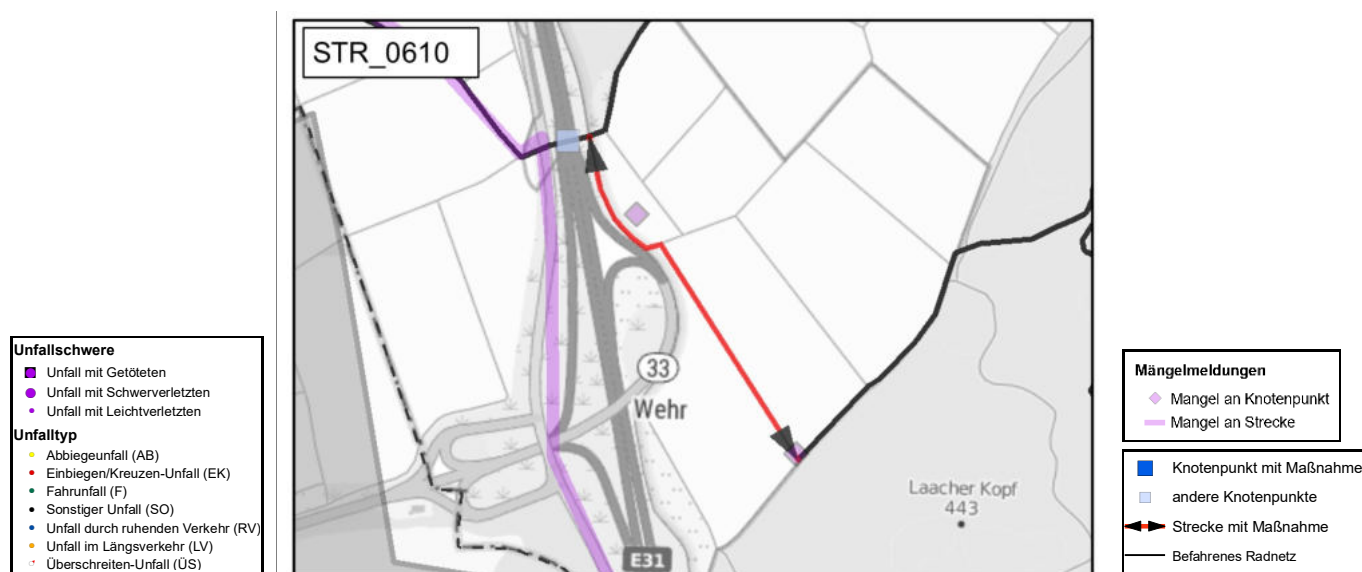 STR_0610
33
Wehr
Laacher Kopf
443
E31
Unfallschwere
Unfall mit Getöteten
Unfall mit Schwerverletzten
Unfall mit Leichtverletzten
Unfalltyp
Abbiegeunfall (AB)
Einbiegen/Kreuzen-Unfall (EK)
Fahrunfall (F)
Sonstiger Unfall (SO)
Unfall durch ruhenden Verkehr (RV)
Unfall im Längsverkehr (LV)
Überschreiten-Unfall (ÜS)
Mängelmeldungen
Mangel an Knotenpunkt
Mangel an Strecke
Knotenpunkt mit Maßnahme
andere Knotenpunkte
Strecke mit Maßnahme
Befahrenes Radnetz